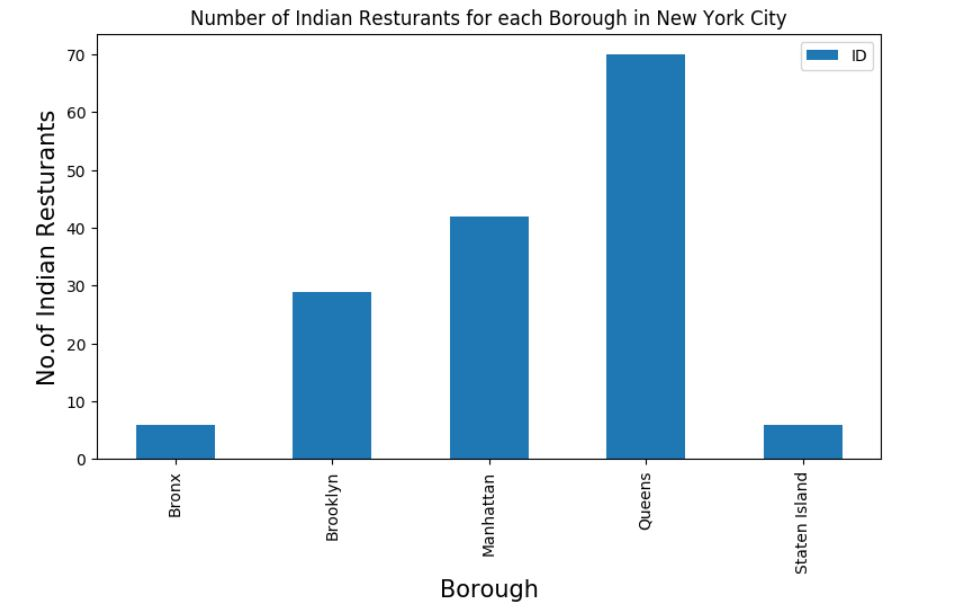 Number of Indian Resturants for each Borough in New York City
ID
No.of Indian Resturants
70
60
50
40
30
20
10
0
Bronx
Brooklyn
Manhattan
Queens
Staten Island
Borough